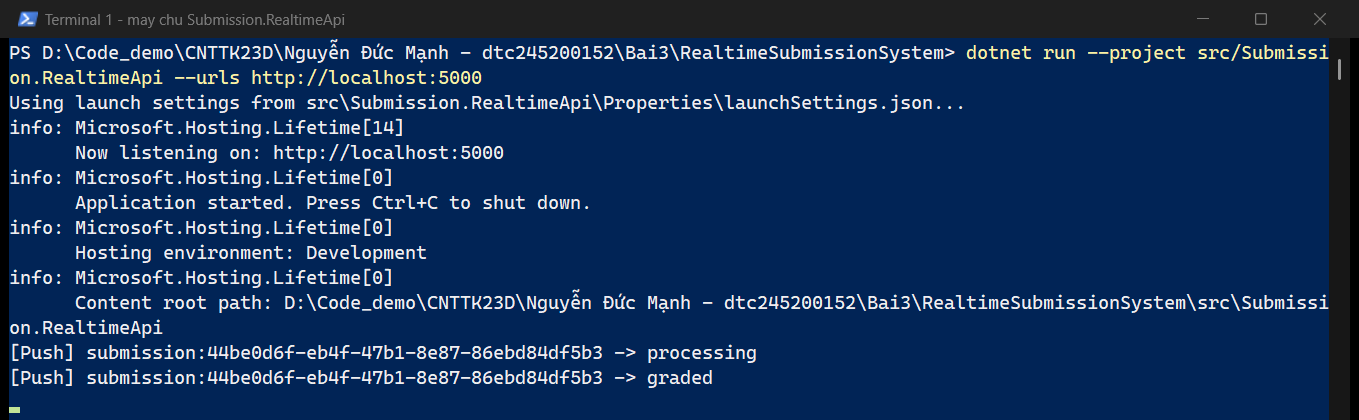 Terminal 1 - may chu Submission.RealtimeApi
PS D:\Code_demo\CNTTK23D\Nguyễn Đức Mạnh - dtc245200152\Bai3\RealtimeSubmissionSystem> dotnet run --project src/Submissi
on.RealtimeApi --urls http://localhost:5000
Using launch settings from src\Submission.RealtimeApi\Properties\launchSettings.json...
info: Microsoft.Hosting.Lifetime[14]
      Now listening on: http://localhost:5000
info: Microsoft.Hosting.Lifetime[0]
      Application started. Press Ctrl+C to shut down.
info: Microsoft.Hosting.Lifetime[0]
      Hosting environment: Development
info: Microsoft.Hosting.Lifetime[0]
      Content root path: D:\Code_demo\CNTTK23D\Nguyễn Đức Mạnh - dtc245200152\Bai3\RealtimeSubmissionSystem\src\Submissi
on.RealtimeApi
[Push] submission:44be0d6f-eb4f-47b1-8e87-86ebd84df5b3 -> processing
[Push] submission:44be0d6f-eb4f-47b1-8e87-86ebd84df5b3 -> graded